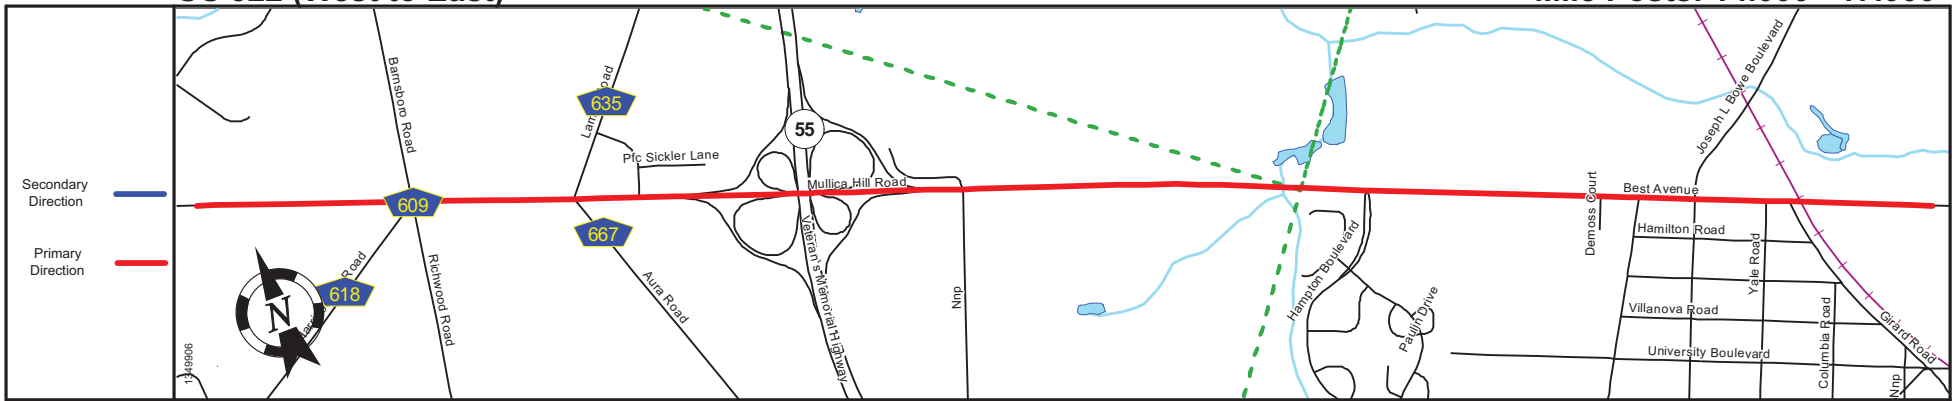 Secondary
Direction
Primary
Direction
Barnsboro Road
635
Pfc Sickler Lane
55
Mullica Hill Road
609
667
618
Road
Richwood Road
Aura Road
Veteran's Memorial Highway
Nnp
N
1349906
Hampton Boulevard
Paulin Drive
Joseph L Bowe Boulevard
Demoss Court
Best Avenue
Hamilton Road
Yale Road
Villanova Road
Columbia Road
University Boulevard
Girard Road
Nnp